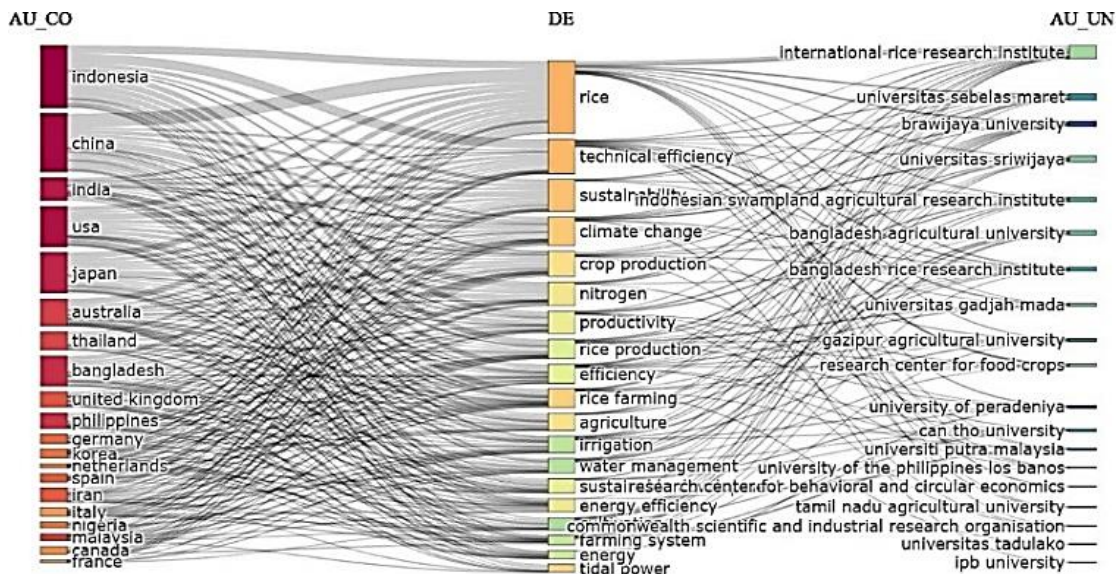 AU_CO
DE
AU_UN
indonesia
china
india
usa
japan
australia
thailand
bangladesh
united kingdom
philippines
germany
korea
netherlands
spain
iran
italy
nigeria
malaysia
canada
france
rice
technical efficiency
sustainability
climate change
crop production
nitrogen
productivity
rice production
efficiency
rice farming
agriculture
irrigation
water management
energy efficiency
farming system
energy
tidal power
international rice research institute
universitas sebelas maret
brawijaya university
universitas sriwijaya
indonesian swampland agricultural research institute
bangladesh agricultural university
bangladesh rice research institute
universitas gadjah mada
gazipur agricultural university
research center for food crops
university of peradeniya
can tho university
universiti putra malaysia
university of the philippines los banos
research center for behavioral and circular economics
tamil nadu agricultural university
commonwealth scientific and industrial research organisation
universitas tadulako
ipb university